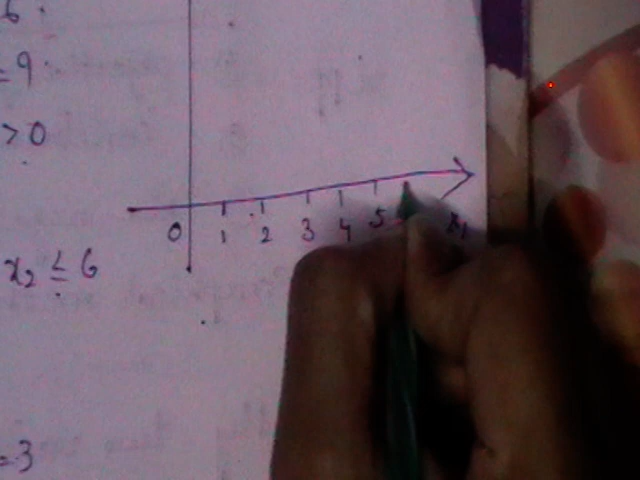 6.
=9
>0
0 1 2 3 4 5 x₁
x₂ ≤ 6
=3